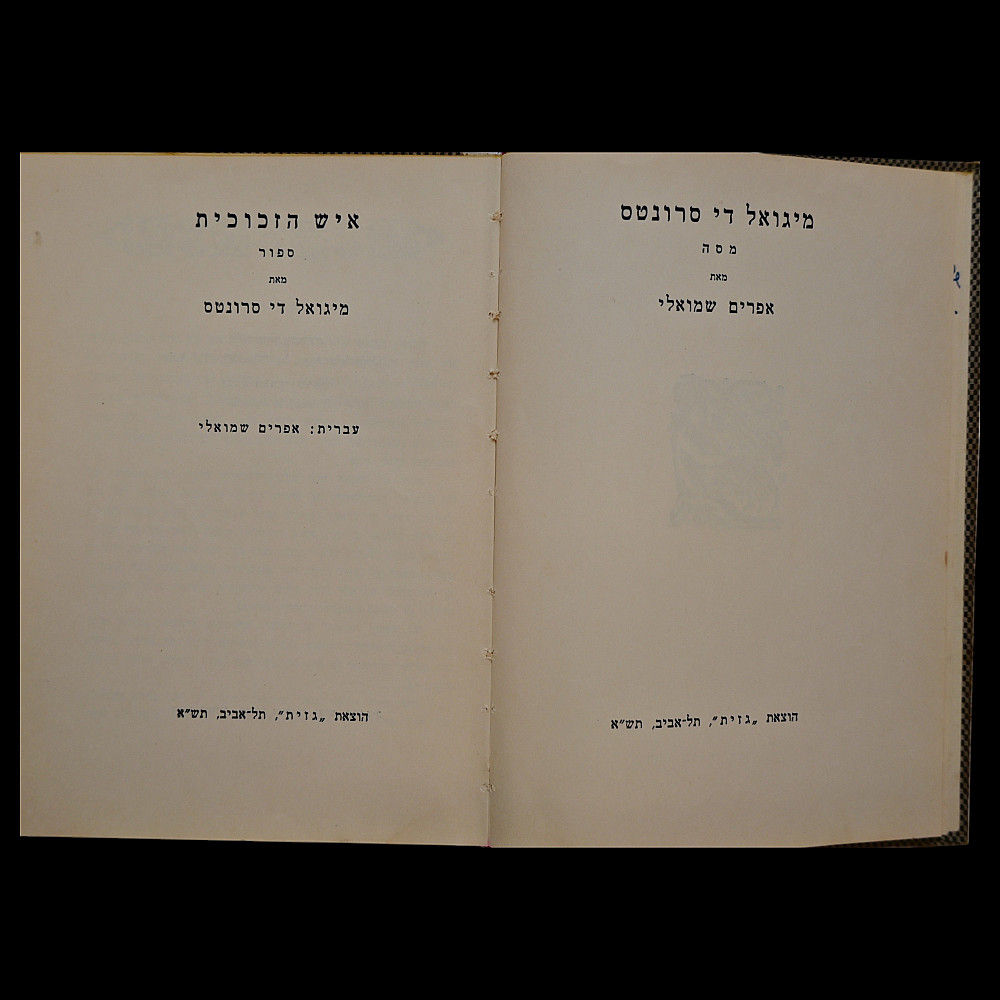 מיגואל די סרונטס
מסה
מאת
אפרים שמואלי
הוצאת „גזית״, תל־אביב, תש״א
איש הזכוכית
ספור
מאת
מיגואל די סרונטס
עברית: אפרים שמואלי
הוצאת „גזית״, תל־אביב, תש״א